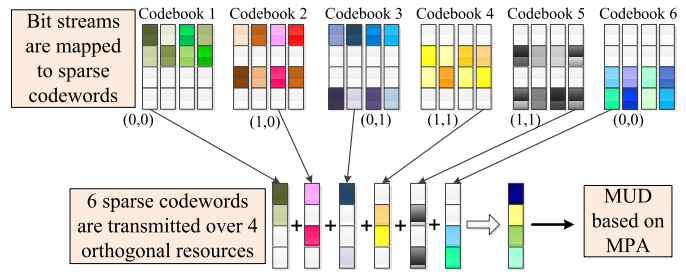 Bit streams
are mapped
to sparse
codewords
Codebook 1
Codebook 2
Codebook 3
Codebook 4
Codebook 5
Codebook 6
(0,0)
(1,0)
(0,1)
(1,1)
(1,1)
(0,0)
6 sparse codewords
are transmitted over 4
orthogonal resources
+
+
+
+
+
MUD
based on
MPA